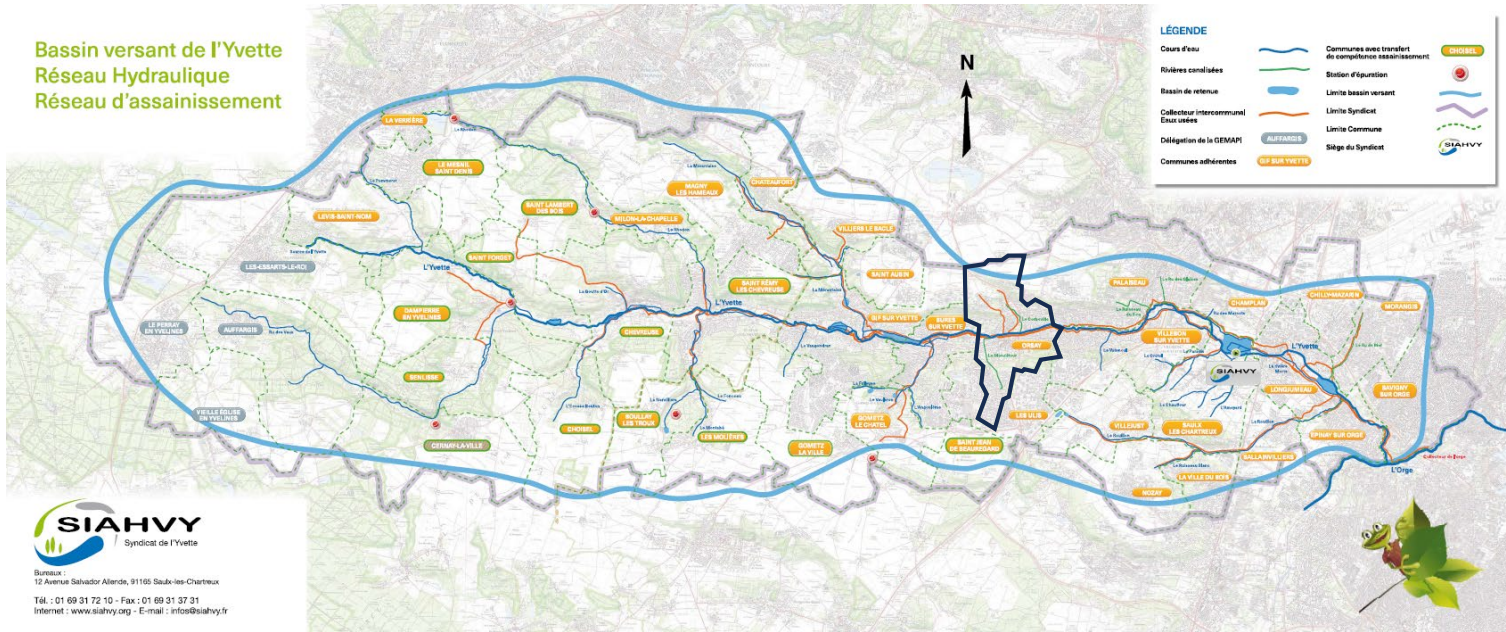 Bassin versant de l'Yvette
Réseau Hydraulique
Réseau d'assainissement
N
LÉGENDE
Cours d'eau
Rivières canalisées
Bassin de retenue
Collecteur intercommunal
Eaux usées
Délégation de la GEMAPI
AUFFARGIS
Communes adhérentes
GIF SUR YVETTE
Communes avec transfert
de compétence assainissement
CHOISEL
Station d'épuration
Limite bassin versant
Limite Syndicat
Limite Commune
Siège du Syndicat
SIAHVY
LA VERRIÈRE
LE MESNIL
SAINT DENIS
LEVIS-SAINT-NOM
LES-ESSARTS-LE-ROI
LE PERRAY
EN YVELINES
AUFFARGIS
VIEILLE ÉGLISE
EN YVELINES
DAMPIERRE
EN YVELINES
SENLISSE
CERNAY-LA-VILLE
SAINT LAMBERT
DES BOIS
SAINT FORGET
MILON-LA-CHAPELLE
MAGNY
LES HAMEAUX
CHATEAUFORT
VILLIERS LE BACLE
SAINT AUBIN
SAINT RÉMY
LES CHEVREUSE
CHEVREUSE
CHOISEL
BOULLAY
LES TROUX
LES MOLIÈRES
GIF SUR YVETTE
BURES
SUR YVETTE
GOMETZ
LE CHATEL
GOMETZ
LA VILLE
SAINT JEAN
DE BEAUREGARD
ORSAY
LES ULIS
PALAISEAU
CHAMPLAN
CHILLY-MAZARIN
MORANGIS
VILLEBON
SUR YVETTE
LONGJUMEAU
SAVIGNY
SUR ORGE
VILLEJUST
SAULX
LES CHARTREUX
EPINAY SUR ORGE
BALLAINVILLIERS
LA VILLE DU BOIS
NOZAY
L'Yvette
L'Yvette
L'Yvette
L'Orge
SIAHVY
SIAHVY
Syndicat de l'Yvette
Bureaux :
12 Avenue Salvador Allende, 91165 Saulx-les-Chartreux
Tél. : 01 69 31 72 10 - Fax : 01 69 31 37 31
Internet : www.siahvy.org - E-mail : infos@siahvy.fr